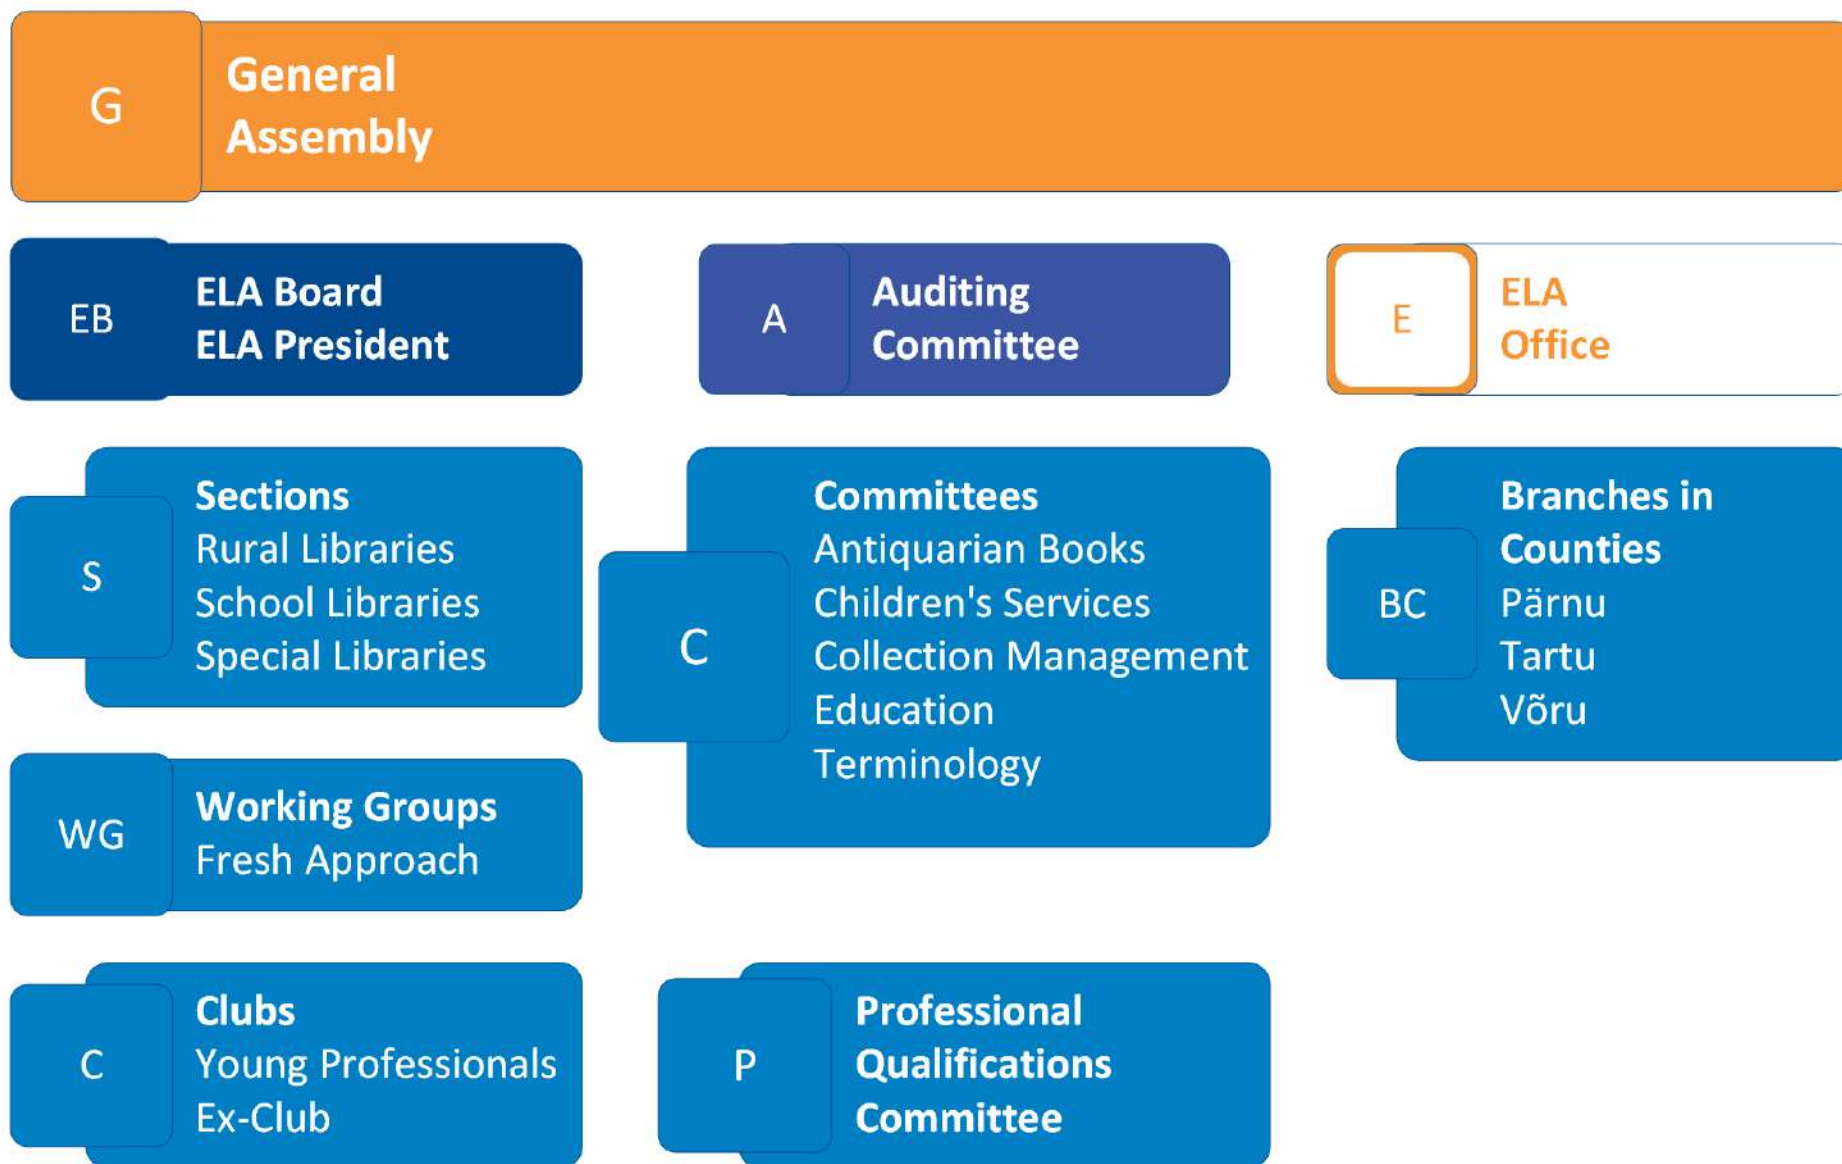 G
General
Assembly
EB
ELA Board
ELA President
A
Auditing
Committee
E
ELA
Office
S
Sections
Rural Libraries
School Libraries
Special Libraries
C
Committees
Antiquarian Books
Children's Services
Collection Management
Education
Terminology
BC
Branches in
Counties
Pärnu
Tartu
Võru
WG
Working Groups
Fresh Approach
C
Clubs
Young Professionals
Ex-Club
P
Professional
Qualifications
Committee